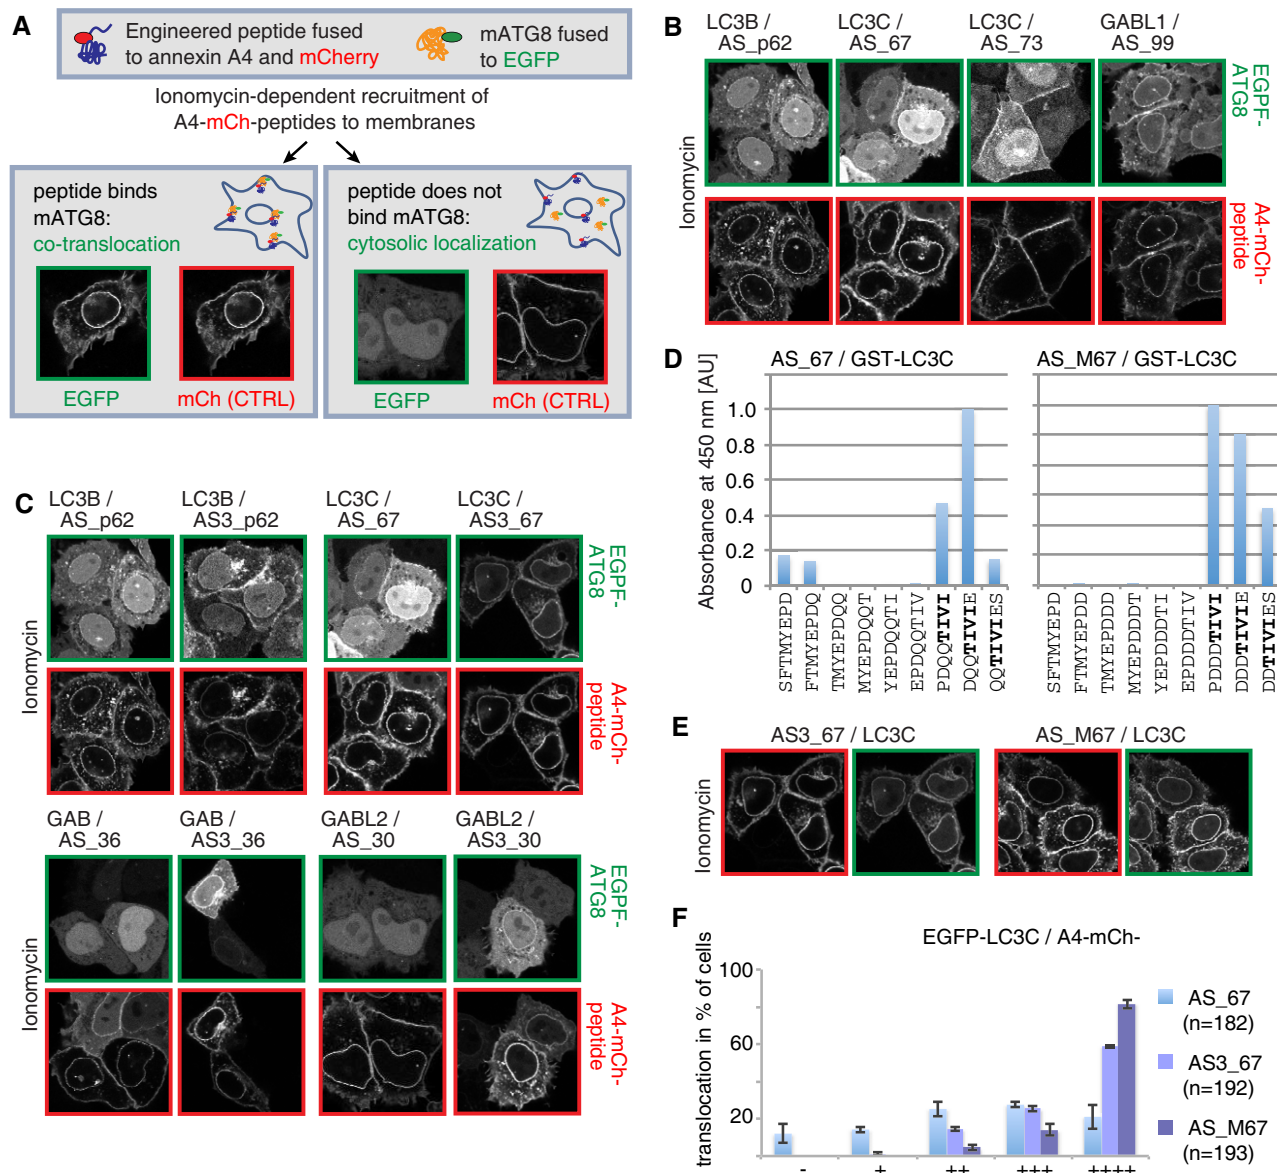 A
Engineered peptide fused
to annexin A4 and mCherry
mATG8 fused
to EGFP
Ionomycin-dependent recruitment of
A4-mCh-peptides to membranes
peptide binds
mATG8:
co-translocation
EGFP
mCh (CTRL)
peptide does not
bind mATG8:
cytosolic localization
EGFP
mCh (CTRL)
B
LC3B /
AS_p62
LC3C /
AS_67
LC3C /
AS_73
GABL1 /
AS_99
Ionomycin
EGPF-
ATG8
A4-mCh-
peptide
C
LC3B /
AS_p62
LC3B /
AS3_p62
LC3C /
AS_67
LC3C /
AS3_67
Ionomycin
EGPF-
ATG8
A4-mCh-
peptide
GAB /
AS_36
GAB /
AS3_36
GABL2 /
AS_30
GABL2 /
AS3_30
Ionomycin
EGPF-
ATG8
A4-mCh-
peptide
D
AS_67 / GST-LC3C
AS_M67 / GST-LC3C
Absorbance at 450 nm [AU]
1.0
0.8
0.6
0.4
0.2
0
SFTMYEPD
FTMYEPDQ
TMYEPDQQ
MYEPDQQT
YEPDQQTI
EPDQQTIV
PDQQTIVI
DQQTIVIE
QQTIVIES
SFTMYEPD
FTMYEPDD
TMYEPDDD
MYEPDDDT
YEPDDDTI
EPDDDTIV
PDDDTIVI
DDDTIVIE
DDTIVIES
E
AS3_67 / LC3C
AS_M67 / LC3C
Ionomycin
F
EGFP-LC3C / A4-mCh-
translocation in % of cells
100
60
20
-
+
++
+++
++++
AS_67
(n=182)
AS3_67
(n=192)
AS_M67
(n=193)